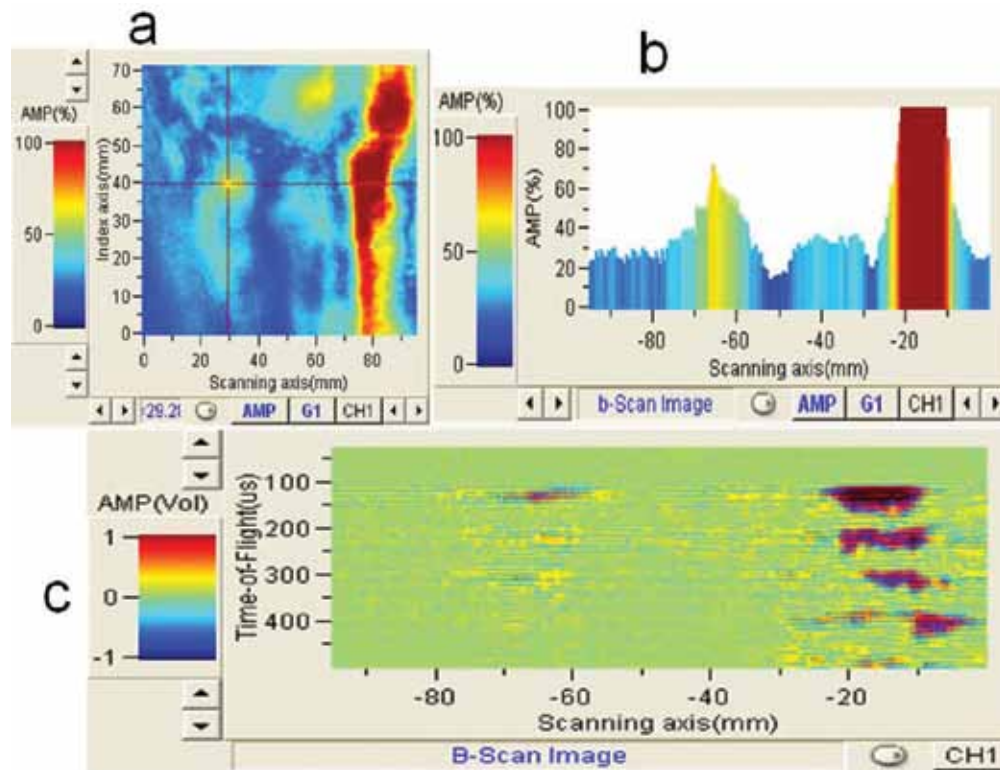 a
AMP(%)
100
50
0
Index axis(mm)
70
60
50
40
30
20
10
0
0 20 40 60 80
Scanning axis(mm)
AMP G1 CH1
b
AMP(%)
100
50
0
AMP(%)
100
80
60
40
20
0
-80 -60 -40 -20
Scanning axis(mm)
b-Scan Image AMP G1 CH1
c
AMP(Vol)
1
0
-1
Time-of-Flight(us)
100
200
300
400
-80 -60 -40 -20
Scanning axis(mm)
B-Scan Image CH1